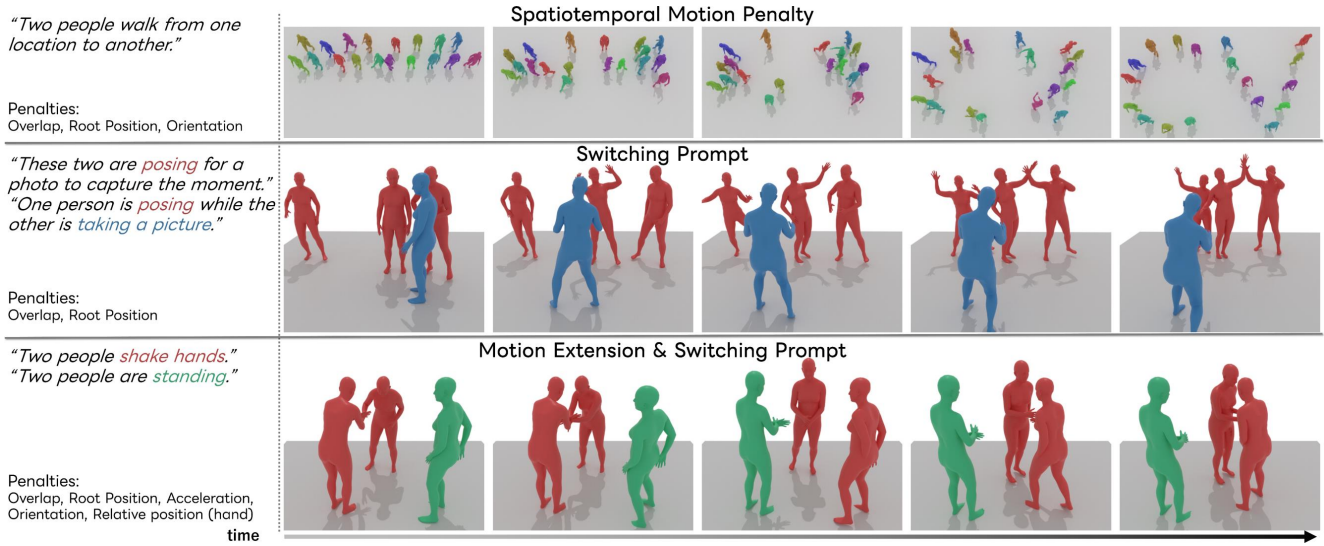 Spatiotemporal Motion Penalty
“Two people walk from one
location to another.”
Penalties:
Overlap, Root Position, Orientation
Switching Prompt
“These two are posing for a
photo to capture the moment.”
“One person is posing while the
other is taking a picture.”
Penalties:
Overlap, Root Position
Motion Extension & Switching Prompt
“Two people shake hands.”
“Two people are standing.”
Penalties:
Overlap, Root Position, Acceleration,
Orientation, Relative position (hand)
time